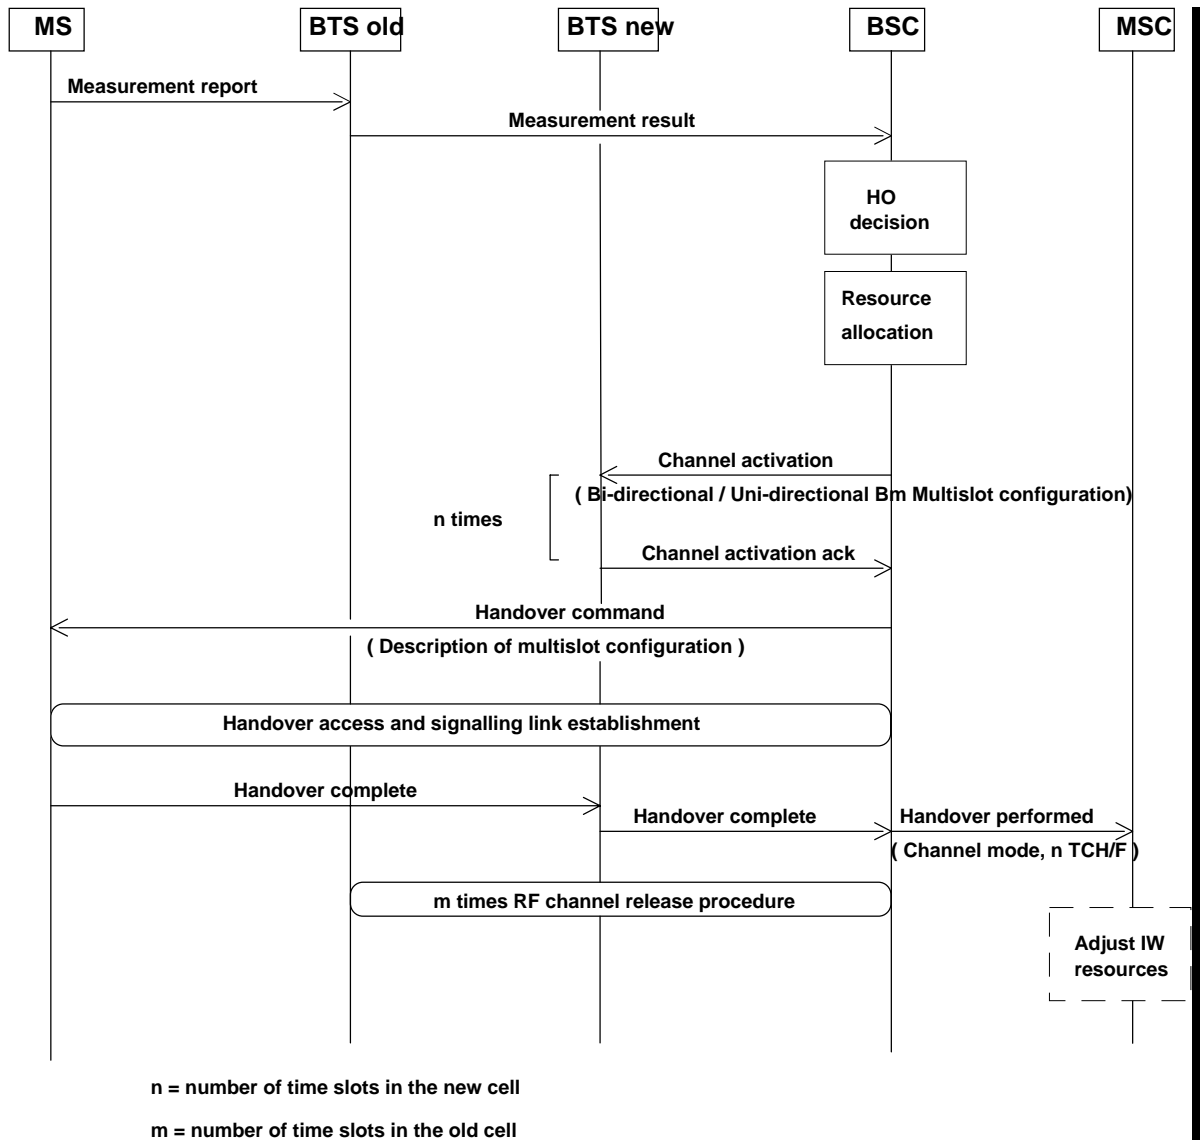 MS
BTS old
BTS new
BSC
MSC
Measurement report
Measurement result
HO
decision
Resource
allocation
Channel activation
( Bi-directional / Uni-directional Bm Multislot configuration)
n times
Channel activation ack
Handover command
( Description of multislot configuration )
Handover access and signalling link establishment
Handover complete
Handover complete
Handover performed
( Channel mode, n TCH/F )
m times RF channel release procedure
Adjust IW
resources
n = number of time slots in the new cell
m = number of time slots in the old cell